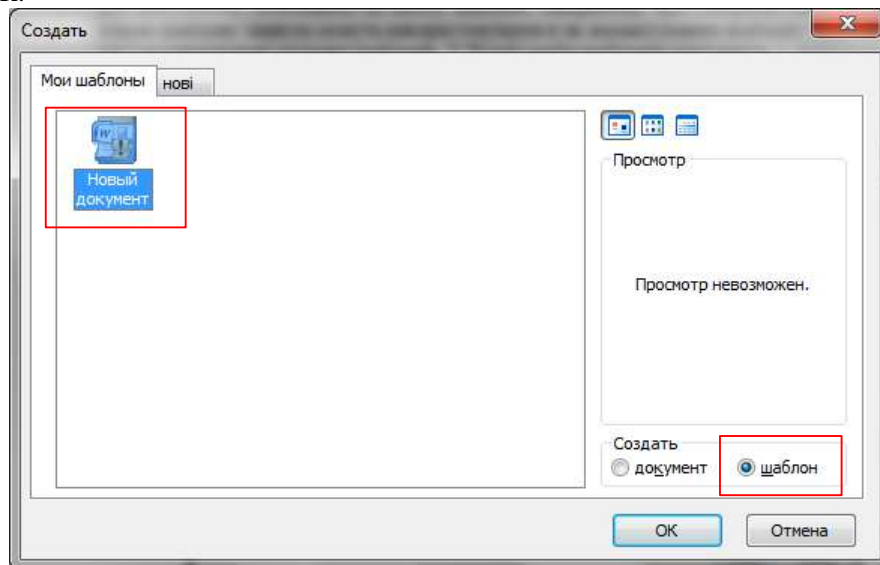 Создать
Мои шаблоны нові
Новый
документ
Просмотр
Просмотр невозможен.
Создать
документ шаблон
ОК Отмена